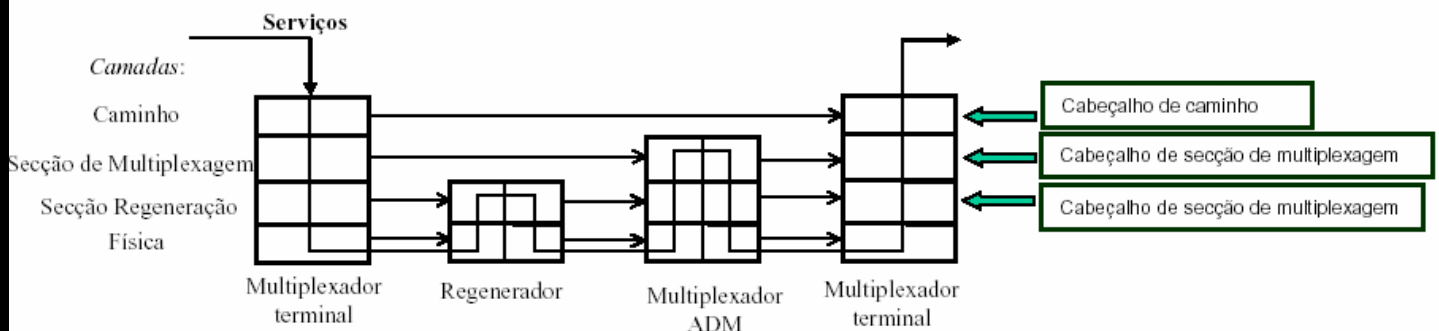 Serviços
Camadas:
Caminho
Secção de Multiplexagem
Secção Regeneração
Física
Multiplexador
terminal
Regenerador
Multiplexador
ADM
Multiplexador
terminal
Cabeçalho de caminho
Cabeçalho de secção de multiplexagem
Cabeçalho de secção de multiplexagem